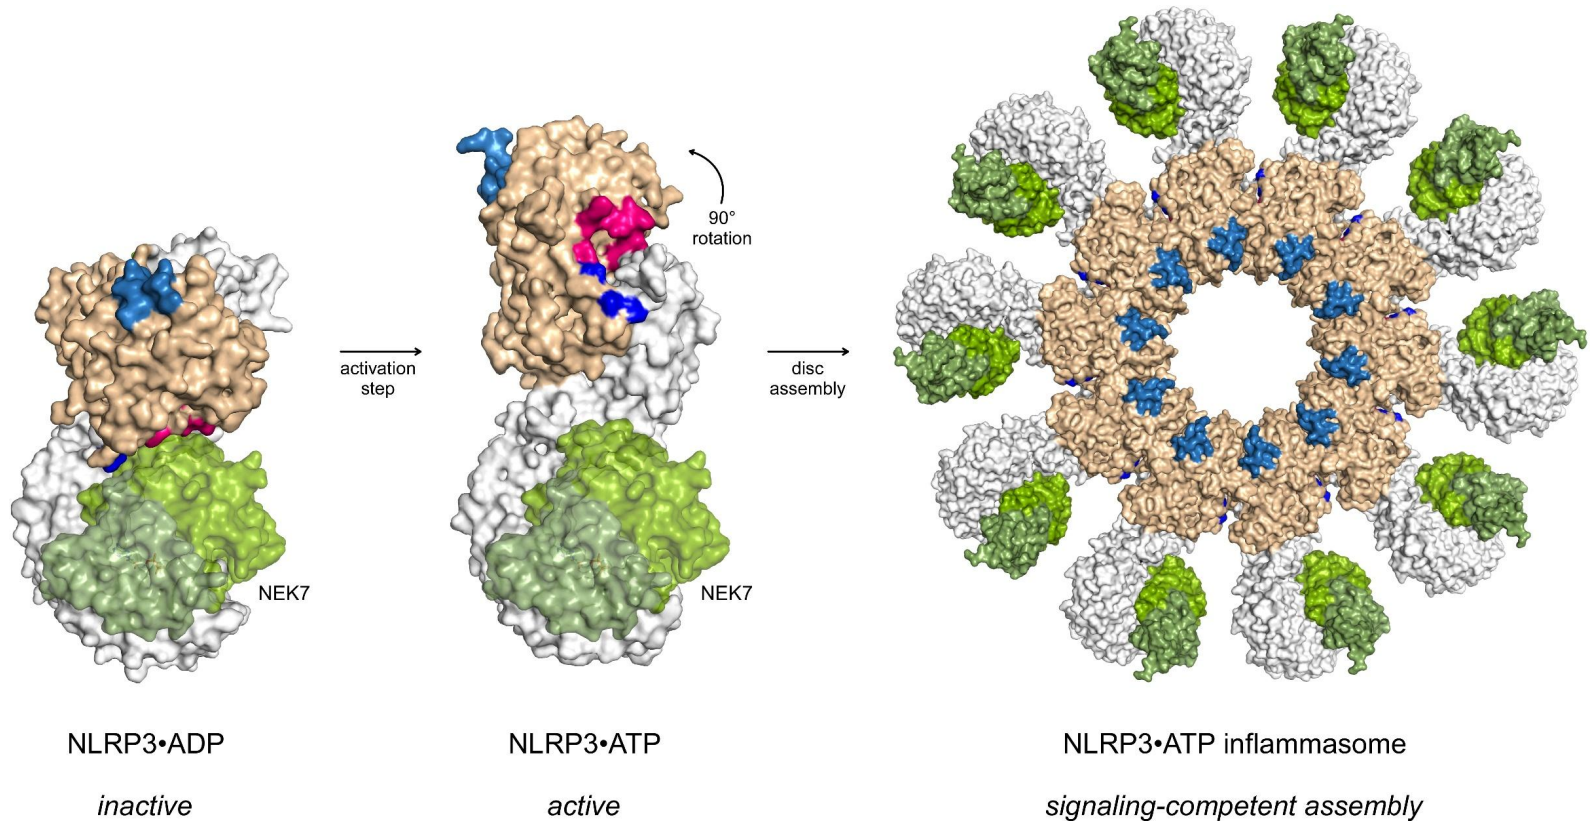 90°
rotation
activation
step
disc
assembly
NEK7
NEK7
NLRP3•ADP
NLRP3•ATP
NLRP3•ATP inflammasome
inactive
active
signaling-competent assembly